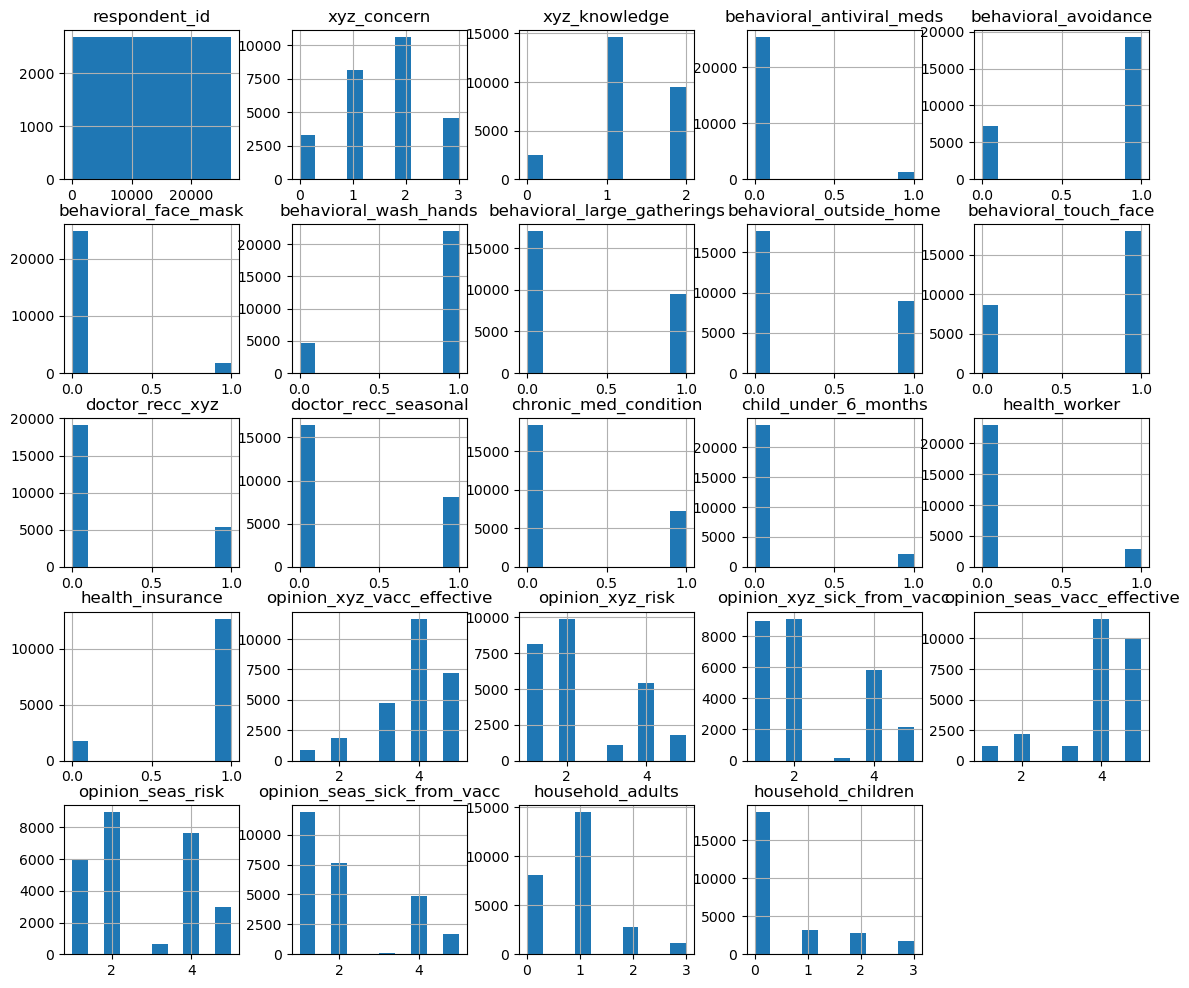 respondent_id
2000
1000
0
0 10000 20000
xyz_concern
10000
7500
5000
2500
0
0 1 2 3
xyz_knowledge
15000
10000
5000
0
0 1 2
behavioral_antiviral_meds
20000
10000
0
0.0 0.5 1.0
behavioral_avoidance
20000
15000
10000
5000
0
0.0 0.5 1.0
behavioral_face_mask
20000
10000
0
0.0 0.5 1.0
behavioral_wash_hands
20000
15000
10000
5000
0
0.0 0.5 1.0
behavioral_large_gatherings
15000
10000
5000
0
0.0 0.5 1.0
behavioral_outside_home
15000
10000
5000
0
0.0 0.5 1.0
behavioral_touch_face
15000
10000
5000
0
0.0 0.5 1.0
doctor_recc_xyz
20000
15000
10000
5000
0
0.0 0.5 1.0
doctor_recc_seasonal
15000
10000
5000
0
0.0 0.5 1.0
chronic_med_condition
15000
10000
5000
0
0.0 0.5 1.0
child_under_6_months
20000
15000
10000
5000
0
0.0 0.5 1.0
health_worker
20000
15000
10000
5000
0
0.0 0.5 1.0
health_insurance
10000
5000
0
0.0 0.5 1.0
opinion_xyz_vacc_effective
10000
7500
5000
2500
0
2 4
opinion_xyz_risk
10000
7500
5000
2500
0
2 4
opinion_xyz_sick_from_vacc
8000
6000
4000
2000
0
2 4
opinion_seas_vacc_effective
10000
7500
5000
2500
0
2 4
opinion_seas_risk
8000
6000
4000
2000
0
2 4
opinion_seas_sick_from_vacc
10000
7500
5000
2500
0
2 4
household_adults
15000
10000
5000
0
0 1 2 3
household_children
15000
10000
5000
0
0 1 2 3